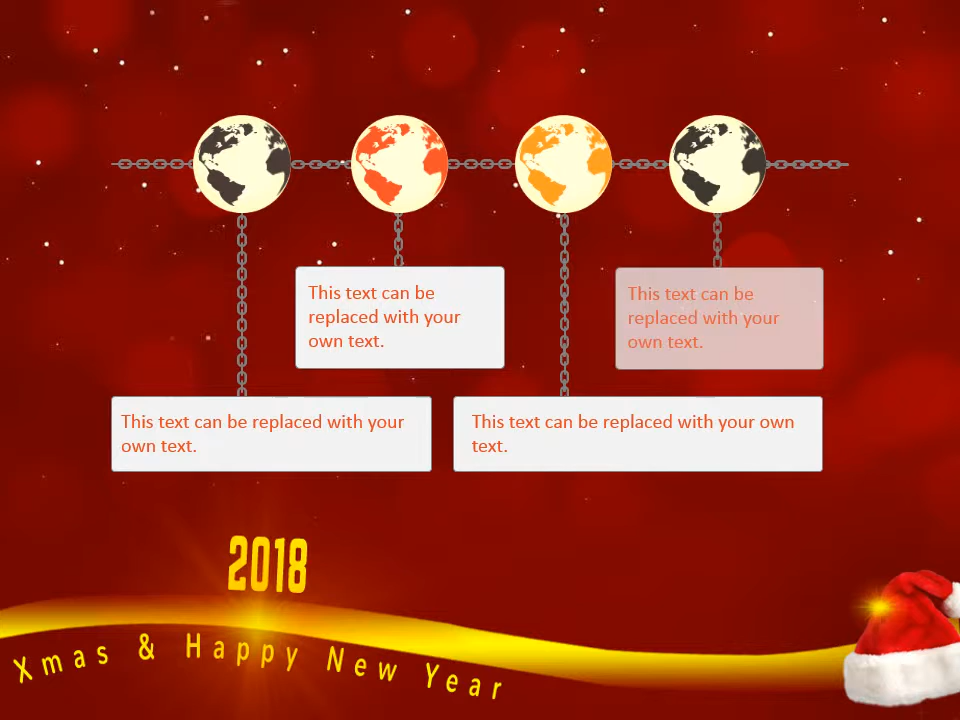 This text can be
replaced with your
own text.
This text can be
replaced with your
own text.
This text can be replaced with your
own text.
This text can be replaced with your own
text.
2018
Xmas & Happy New Year